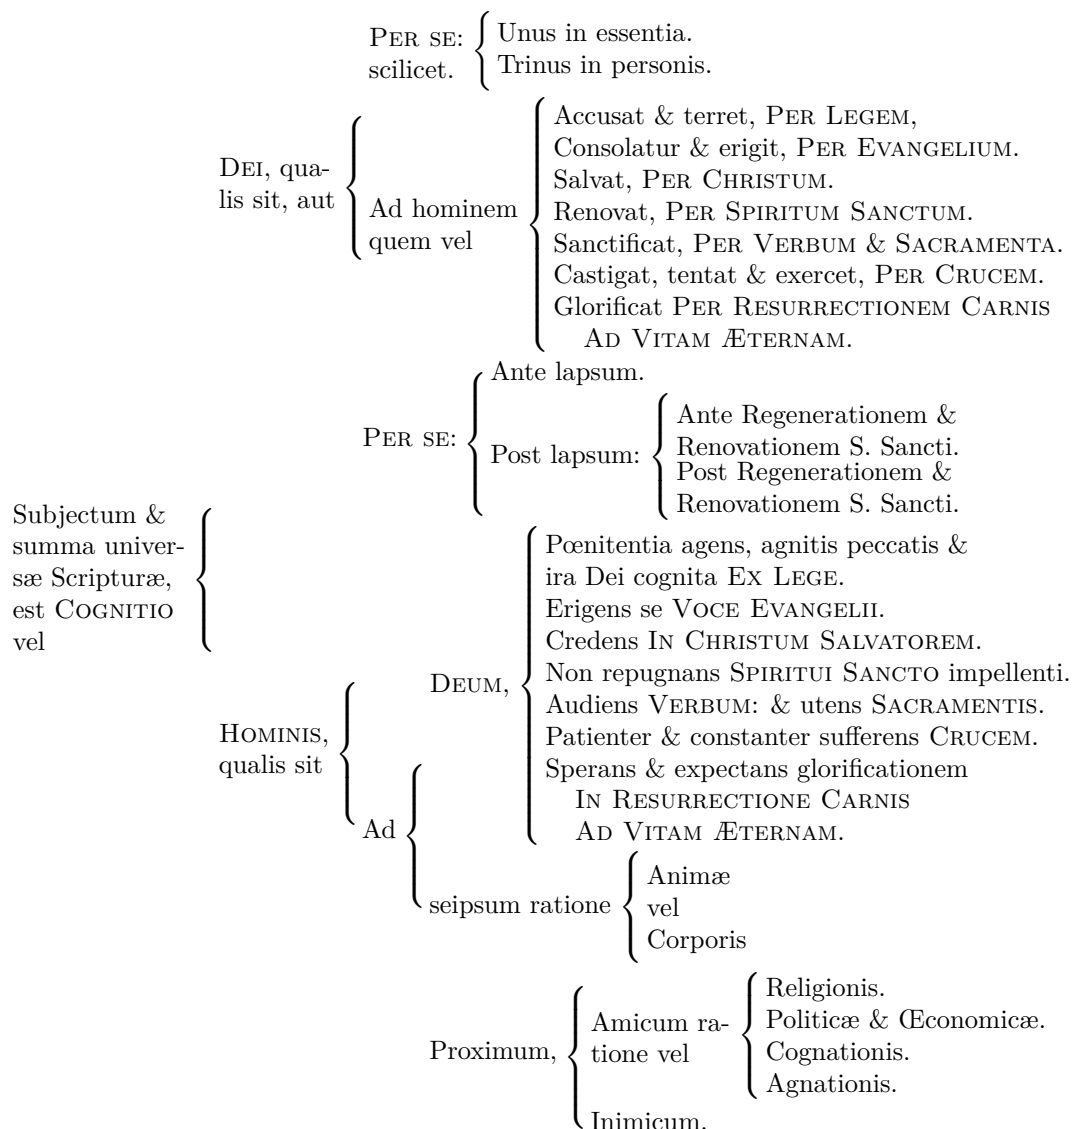 PER SE:
scilicet.
Unus in essentia.
Trinus in personis.
DEI, qua-
lis sit, aut
Ad hominem
quem vel
Accusat & terret, PER LEGEM,
Consolatur & erigit, PER EVANGELIUM.
Salvat, PER CHRISTUM.
Renovat, PER SPIRITUM SANCTUM.
Sanctificat, PER VERBUM & SACRAMENTA.
Castigat, tentat & exercet, PER CRUCEM.
Glorificat PER RESURRECTIONEM CARNIS
AD VITAM ÆTERNAM.
Subjectum &
summa univer-
sæ Scripturæ,
est COGNITIO
vel
PER SE:
Ante lapsum.
Post lapsum:
Ante Regenerationem &
Renovationem S. Sancti.
Post Regenerationem &
Renovationem S. Sancti.
HOMINIS,
qualis sit
Ad
DEUM,
Pœnitentia agens, agnitis peccatis &
ira Dei cognita EX LEGE.
Erigens se VOCE EVANGELII.
Credens IN CHRISTUM SALVATOREM.
Non repugnans SPIRITUI SANCTO impellenti.
Audiens VERBUM: & utens SACRAMENTIS.
Patienter & constanter sufferens CRUCEM.
Sperans & expectans glorificationem
IN RESURRECTIONE CARNIS
AD VITAM ÆTERNAM.
seipsum ratione
Animæ
vel
Corporis
Proximum,
Amicum ra-
tione vel
Religionis.
Politicæ & Œconomicæ.
Cognationis.
Agnationis.
Inimicum.